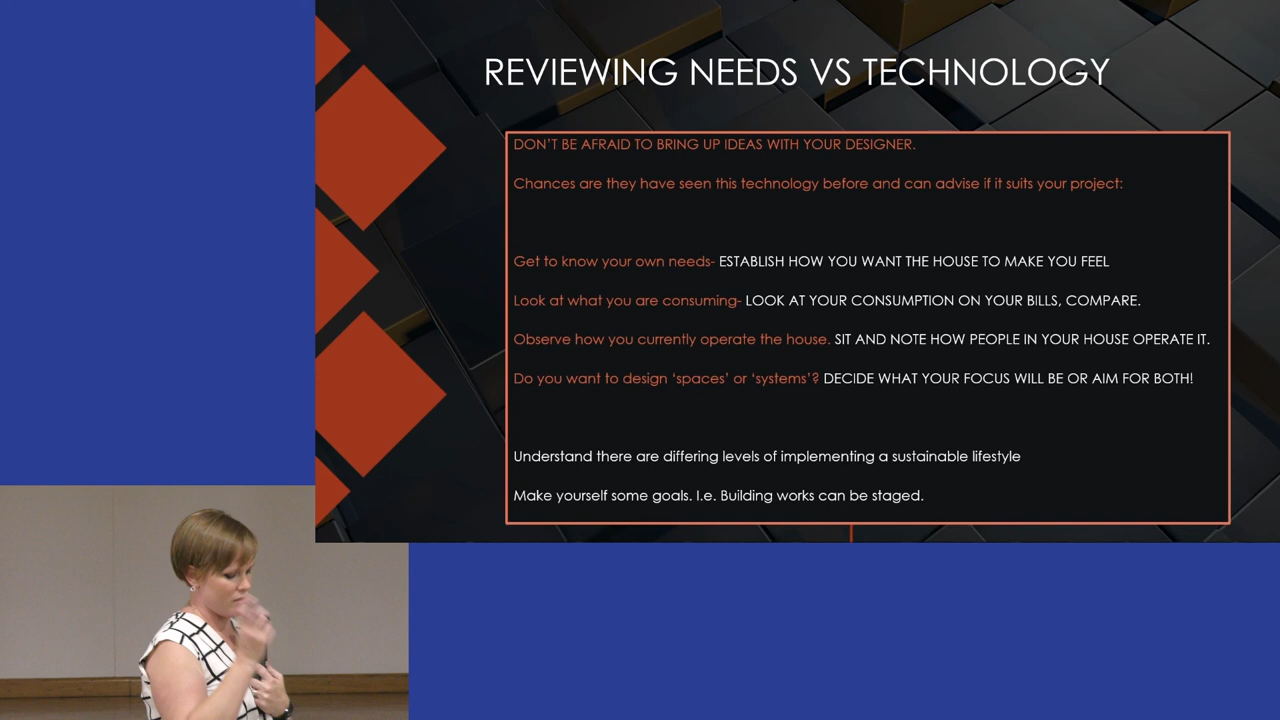 REVIEWING NEEDS VS TECHNOLOGY
DON'T BE AFRAID TO BRING UP IDEAS WITH YOUR DESIGNER.
Chances are they have seen this technology before and can advise if it suits your project:
Get to know your own needs- ESTABLISH HOW YOU WANT THE HOUSE TO MAKE YOU FEEL
Look at what you are consuming- LOOK AT YOUR CONSUMPTION ON YOUR BILLS, COMPARE.
Observe how you currently operate the house. SIT AND NOTE HOW PEOPLE IN YOUR HOUSE OPERATE IT.
Do you want to design 'spaces' or 'systems'? DECIDE WHAT YOUR FOCUS WILL BE OR AIM FOR BOTH!
Understand there are differing levels of implementing a sustainable lifestyle
Make yourself some goals. I.e. Building works can be staged.